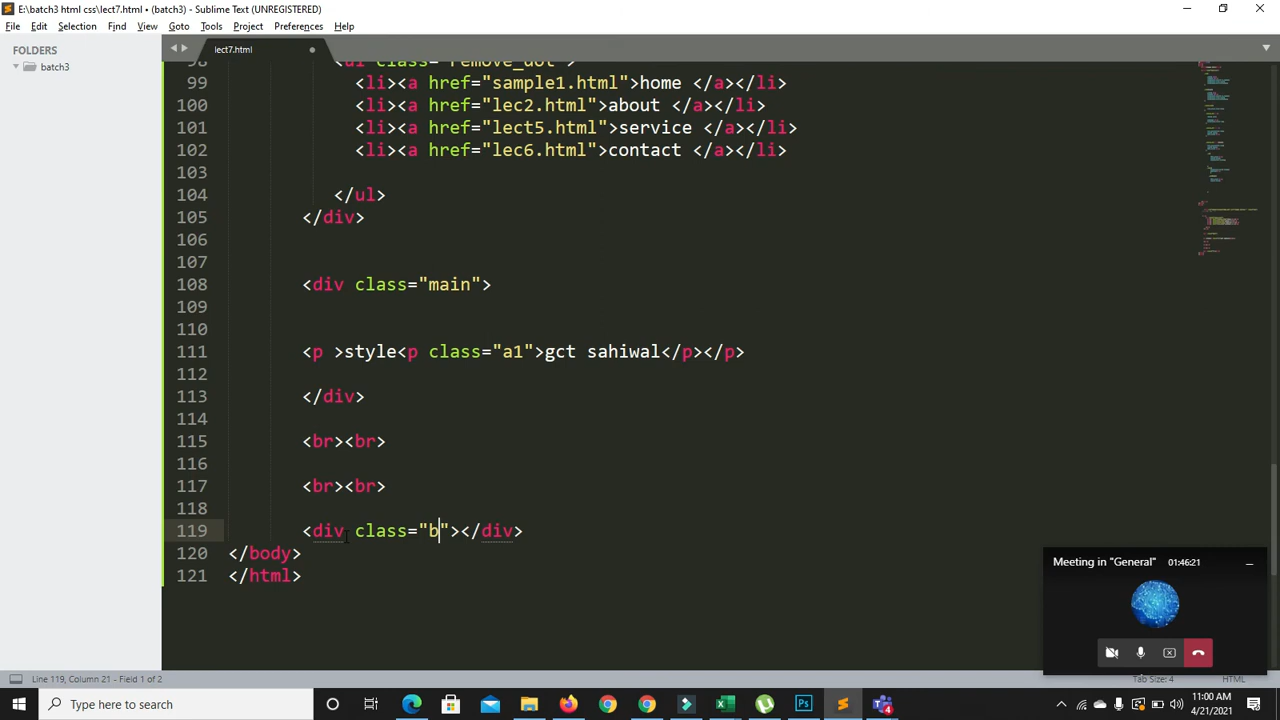 E:\batch3 html css\lect7.html • (batch3) - Sublime Text (UNREGISTERED)
File Edit Selection Find View Goto Tools Project Preferences Help
FOLDERS
batch3
lect7.html
98 <ul class="remove_dot">
99 <li><a href="sample1.html">home </a></li>
100 <li><a href="lec2.html">about </a></li>
101 <li><a href="lect5.html">service </a></li>
102 <li><a href="lec6.html">contact </a></li>
103
104 </ul>
105 </div>
106
107
108 <div class="main">
109
110
111 <p >style<p class="a1">gct sahiwal</p></p>
112
113 </div>
114
115 <br><br>
116
117 <br><br>
118
119 <div class="b"></div>
120 </body>
121 </html>
Meeting in "General" 01:46:21
Line 119, Column 21 - Field 1 of 2
Tab Size: 4
HTML
Type here to search
11:00 AM
4/21/2021